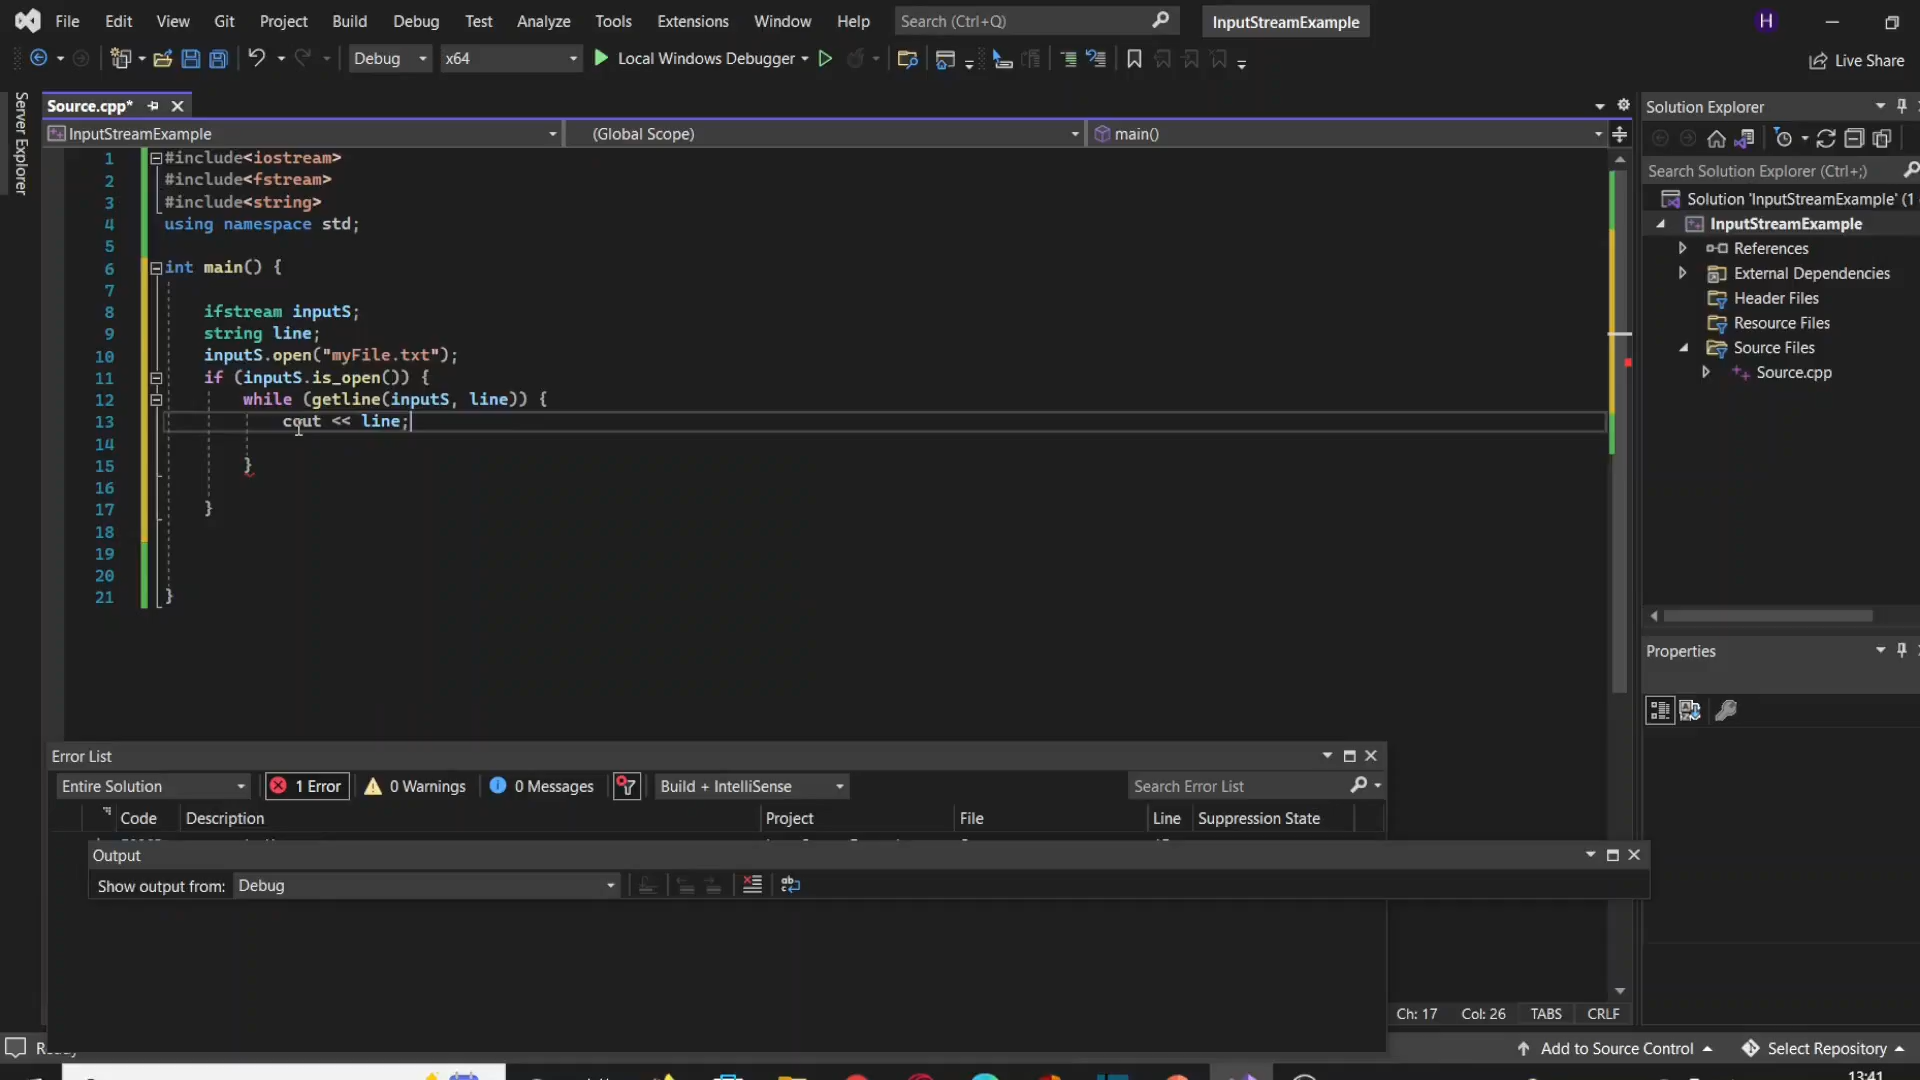 File Edit View Git Project Build Debug Test Analyze Tools Extensions Window Help Search (Ctrl+Q) InputStreamExample H
Debug x64 Local Windows Debugger Live Share
Server Explorer
Source.cpp*
InputStreamExample (Global Scope) main()
1 #include<iostream>
2 #include<fstream>
3 #include<string>
4 using namespace std;
5
6 int main() {
7
8 ifstream inputS;
9 string line;
10 inputS.open("myFile.txt");
11 if (inputS.is_open()) {
12 while (getline(inputS, line)) {
13 cout << line;
14
15 }
16
17 }
18
19
20
21 }
Solution Explorer
Search Solution Explorer (Ctrl+;)
Solution 'InputStreamExample' (1
InputStreamExample
References
External Dependencies
Header Files
Resource Files
Source Files
Source.cpp
Properties
Error List
Entire Solution 1 Error 0 Warnings 0 Messages Build + IntelliSense Search Error List
Code Description Project File Line Suppression State
Output
Show output from: Debug
Ch: 17 Col: 26 TABS CRLF
Add to Source Control Select Repository
13:41